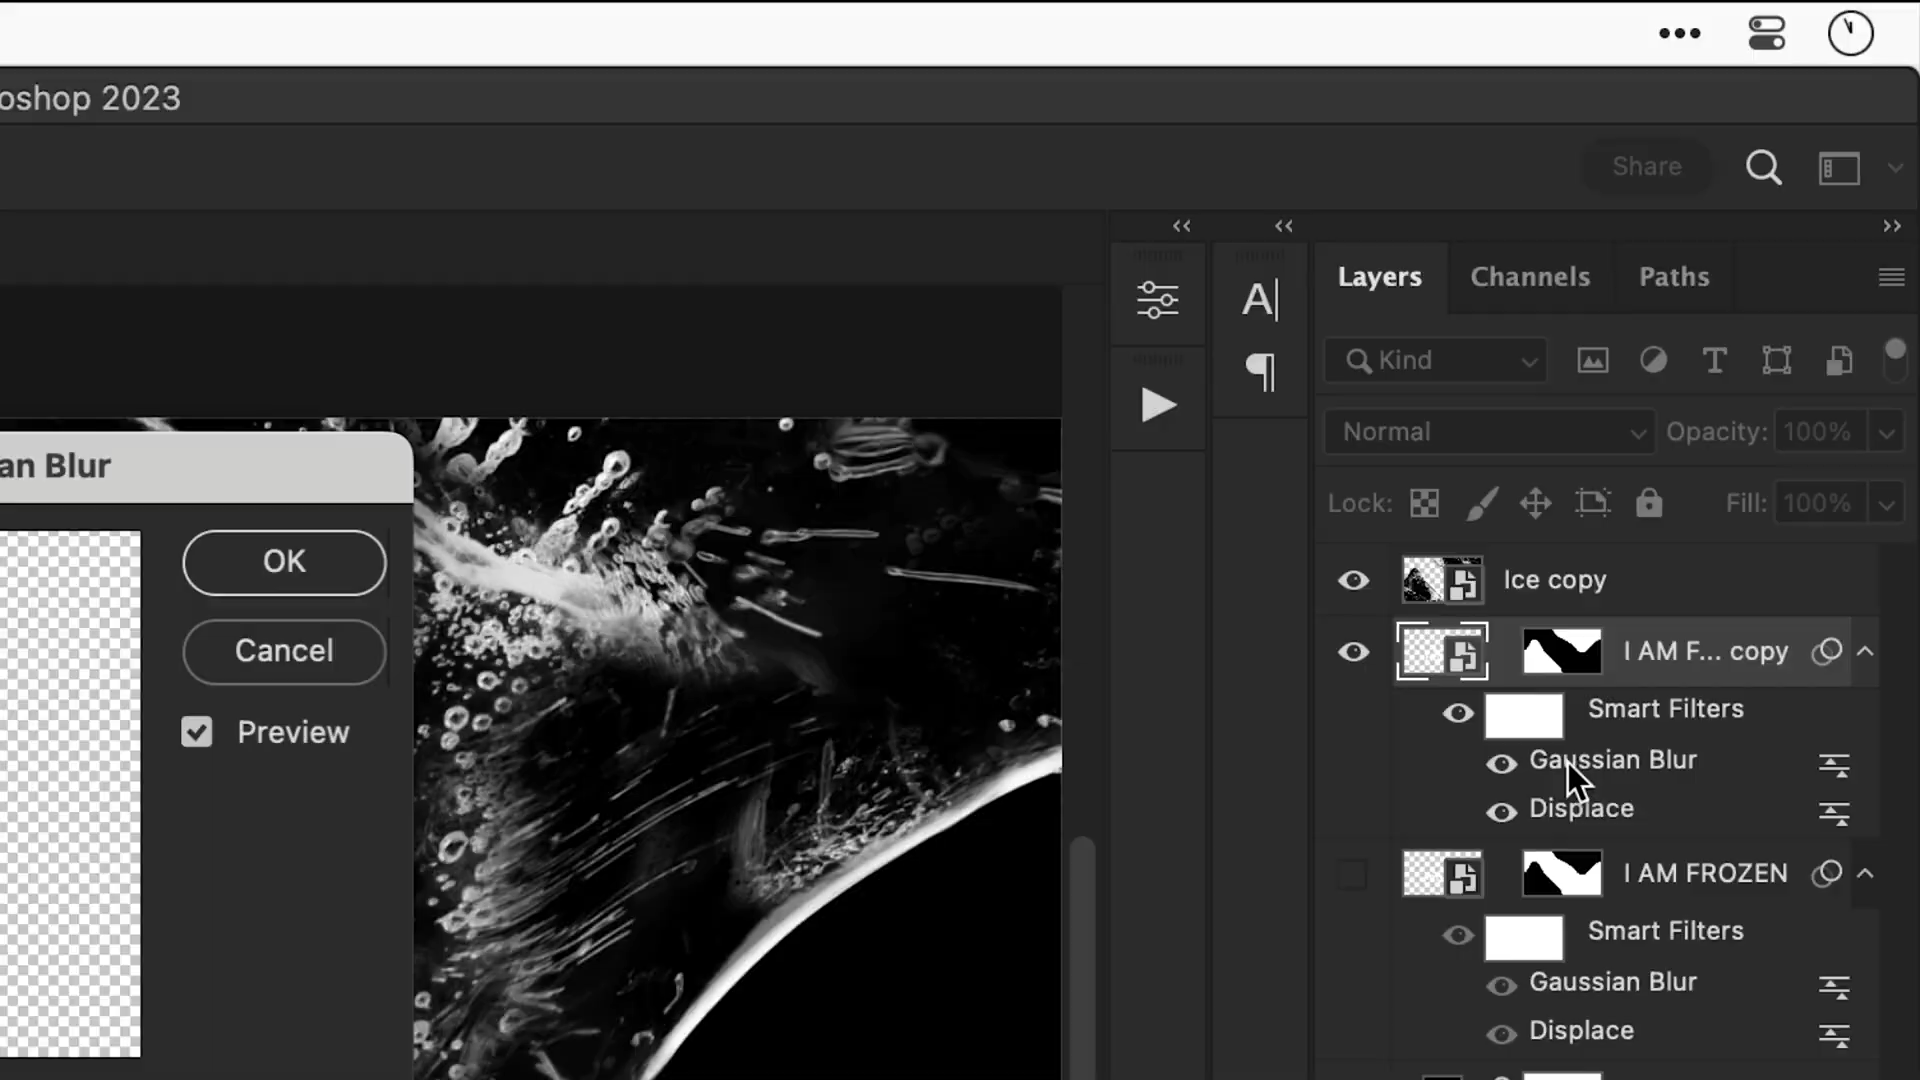 oshop 2023
Share
Layers
Channels
Paths
Kind
Normal
Opacity:
100%
Lock:
Fill:
100%
an Blur
OK
Cancel
Preview
Ice copy
I AM F... copy
Smart Filters
Gaussian Blur
Displace
I AM FROZEN
Smart Filters
Gaussian Blur
Displace